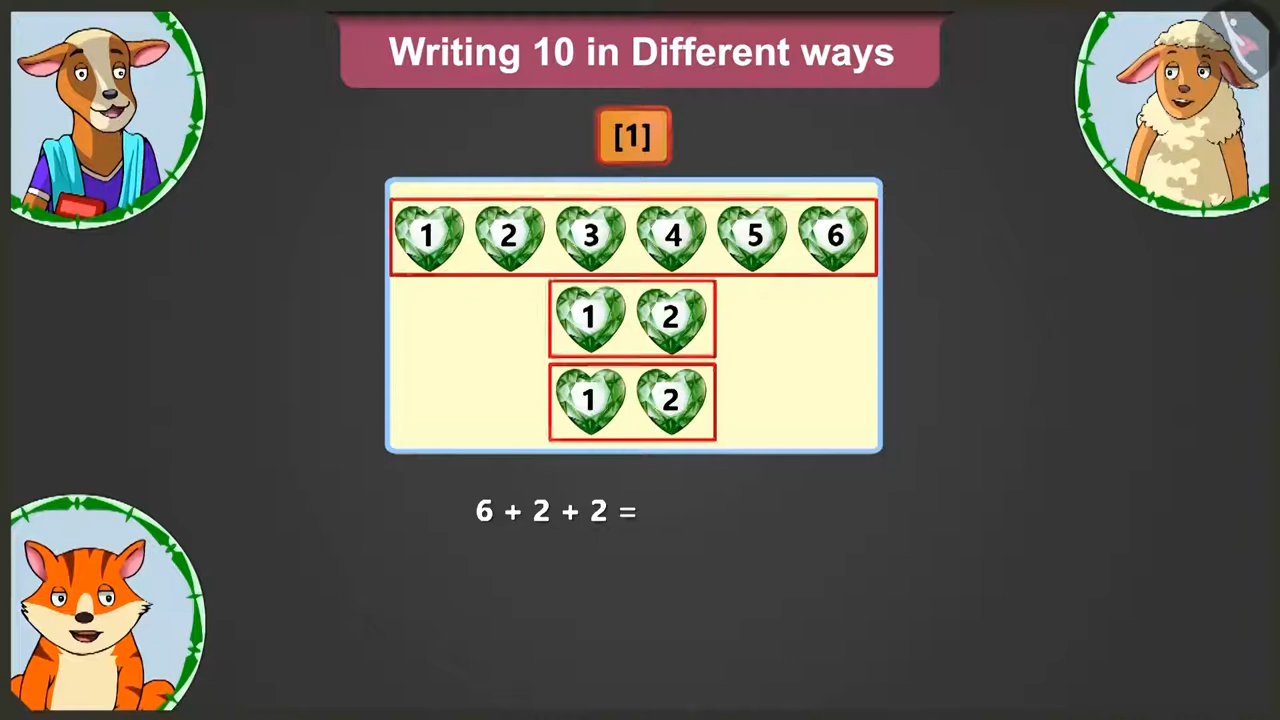 Writing 10 in Different ways
[1]
1 2 3 4 5 6
1 2
1 2
6 + 2 + 2 =